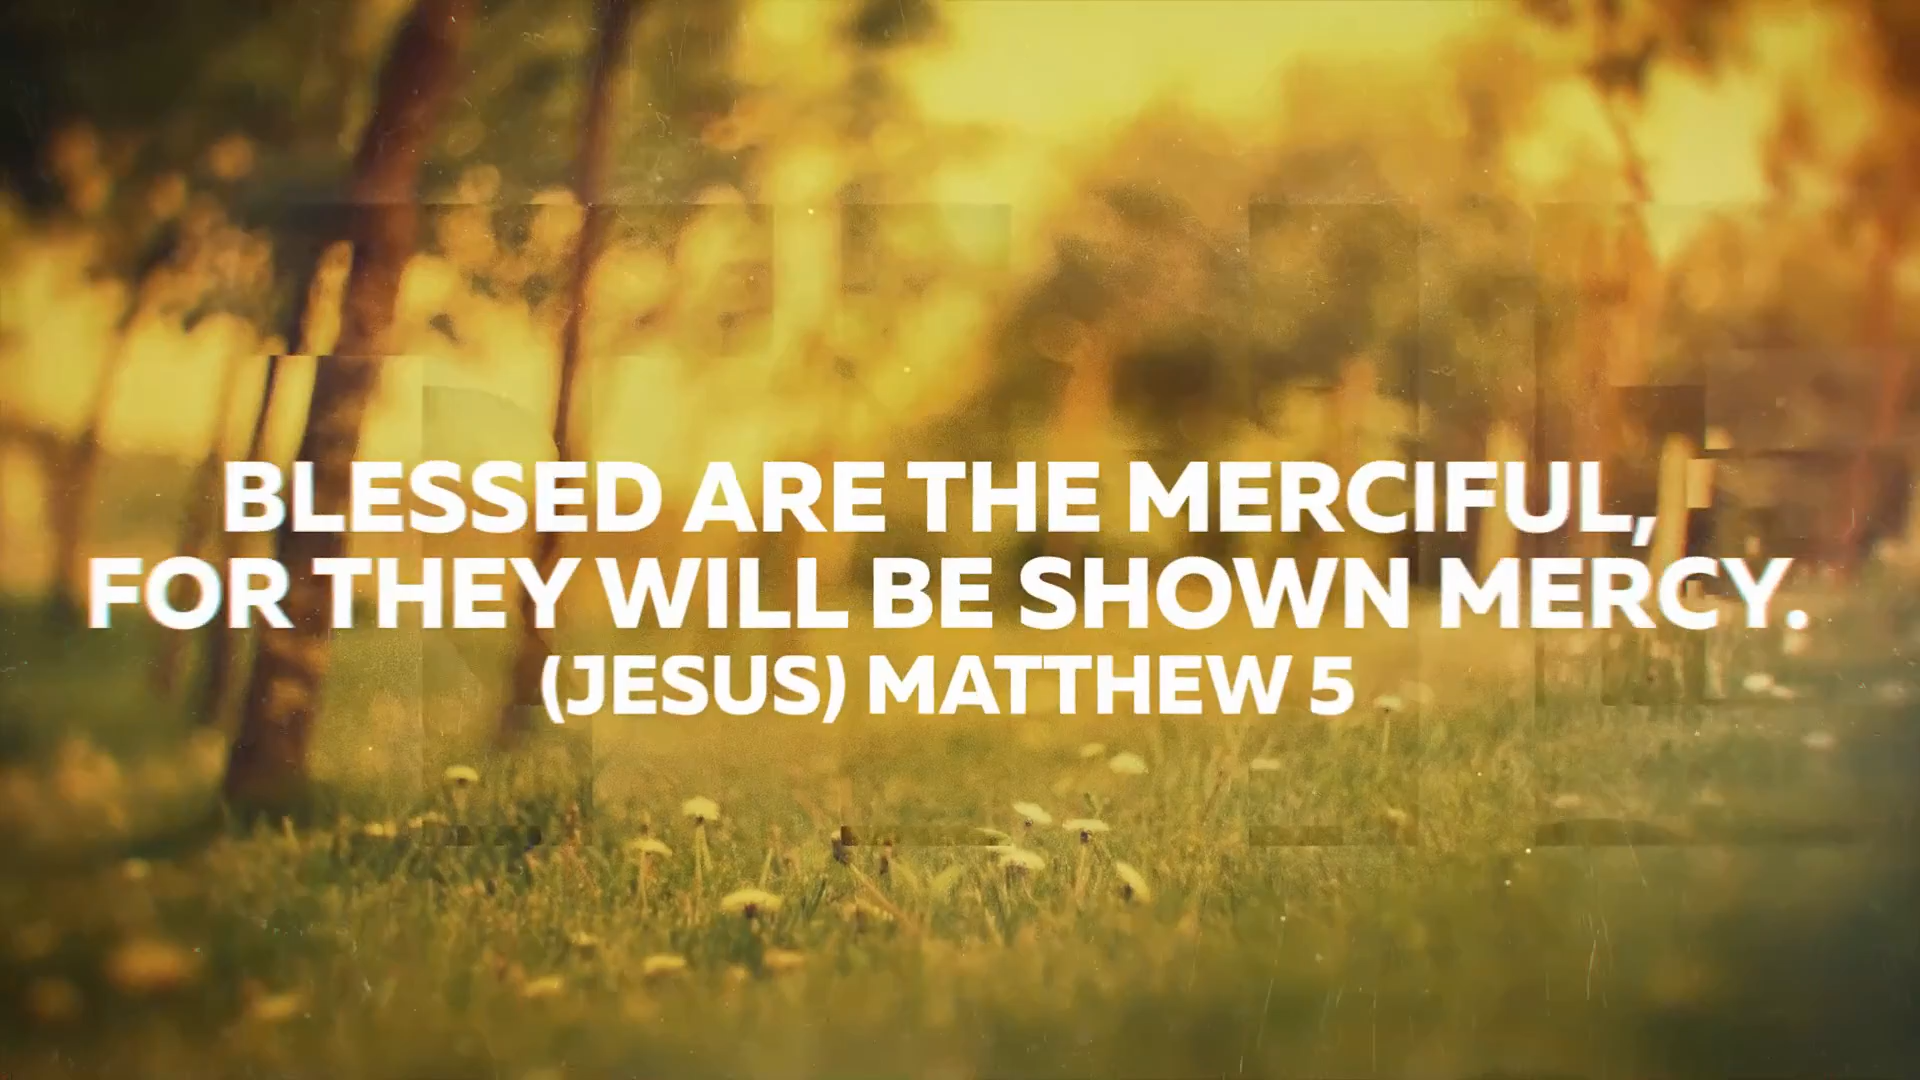 BLESSED ARE THE MERCIFUL,
FOR THEY WILL BE SHOWN MERCY.
(JESUS) MATTHEW 5